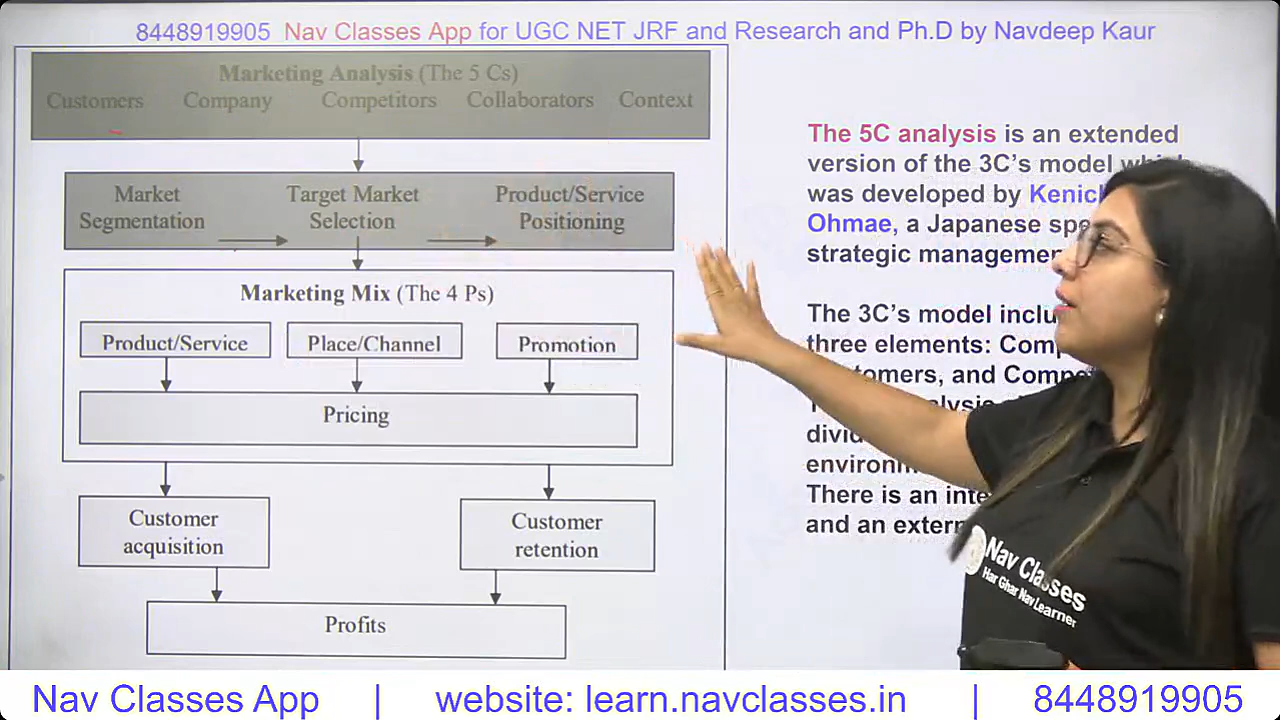 8448919905 Nav Classes App for UGC NET JRF and Research and Ph.D by Navdeep Kaur
Marketing Analysis (The 5 Cs)
Customers Company Competitors Collaborators Context
Market Segmentation
Target Market Selection
Product/Service Positioning
Marketing Mix (The 4 Ps)
Product/Service
Place/Channel
Promotion
Pricing
Customer acquisition
Customer retention
Profits
The 5C analysis is an extended
version of the 3C's model
was developed by
Ohmae, a Japanese
strategic
The 3C's model
three elements:
and
There is an
and an
Nav Classes
Har Ghar Nav Learner
Nav Classes App | website: learn.navclasses.in | 8448919905